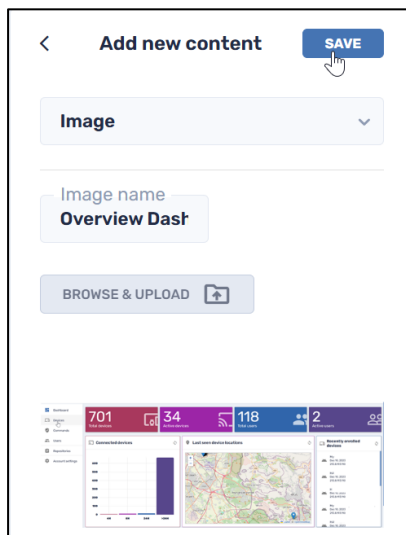 Add new content
SAVE
Image
Image name
Overview Dash
BROWSE & UPLOAD
Dashboard
701
34
118
2
Total devices
Active devices
Total users
Active users
Connected devices
Last seen device locations
Recently enrolled
devices